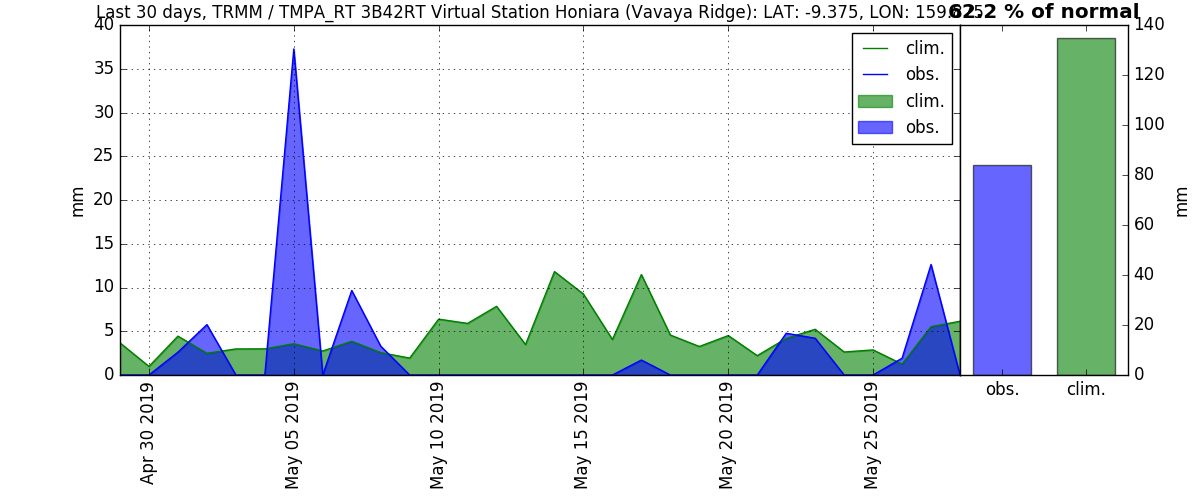 Last 30 days, TRMM / TMPA_RT 3B42RT Virtual Station Honiara (Vavaya Ridge): LAT: -9.375, LON:
62.2 % of normal
40
35
30
25
20
15
10
5
0
mm
clim.
obs.
clim.
obs.
Apr 30 2019
May 05 2019
May 10 2019
May 15 2019
May 20 2019
May 25 2019
140
120
100
80
60
40
20
0
mm
obs.
clim.